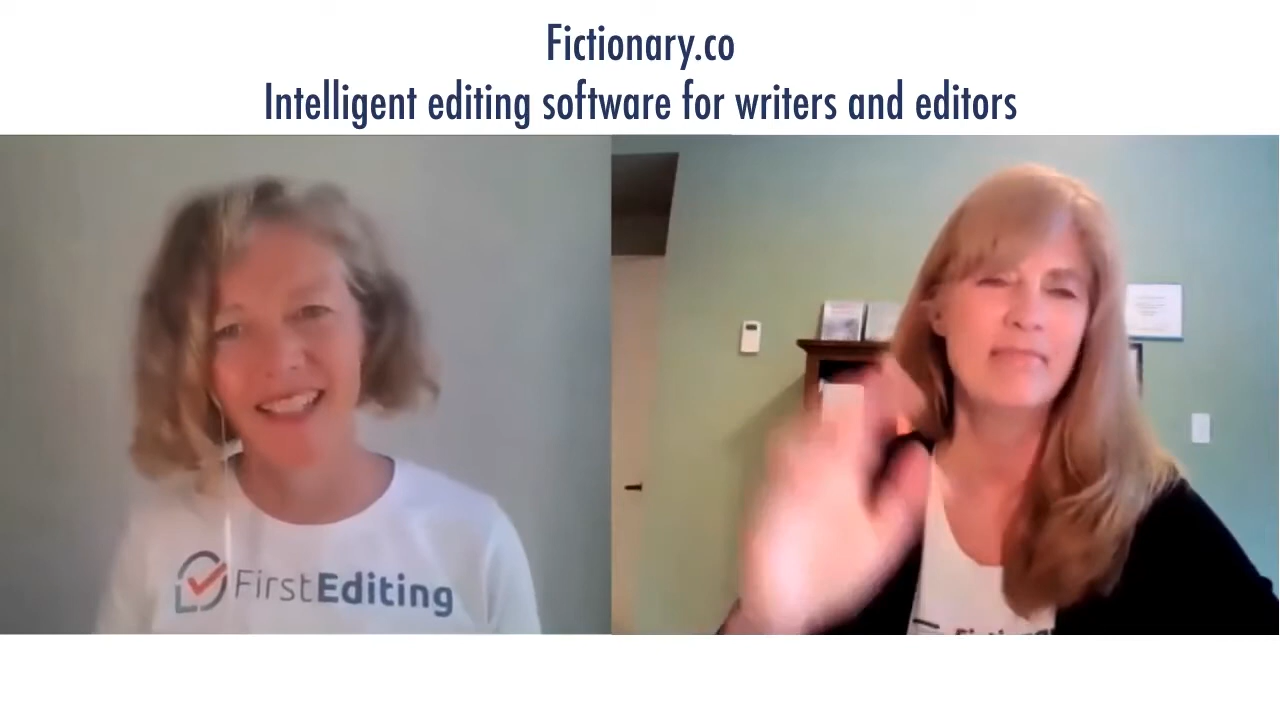 Fictionary.co
Intelligent editing software for writers and editors
FirstEditing